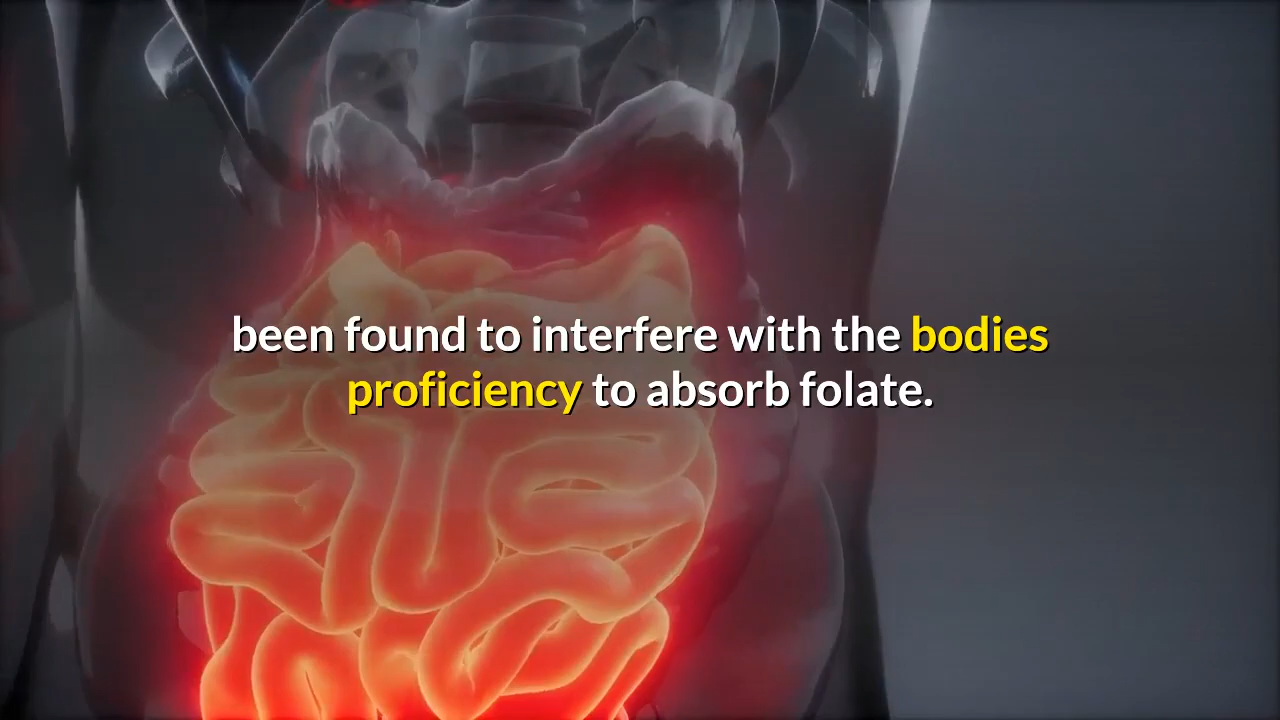 been found to interfere with the bodies
proficiency to absorb folate.